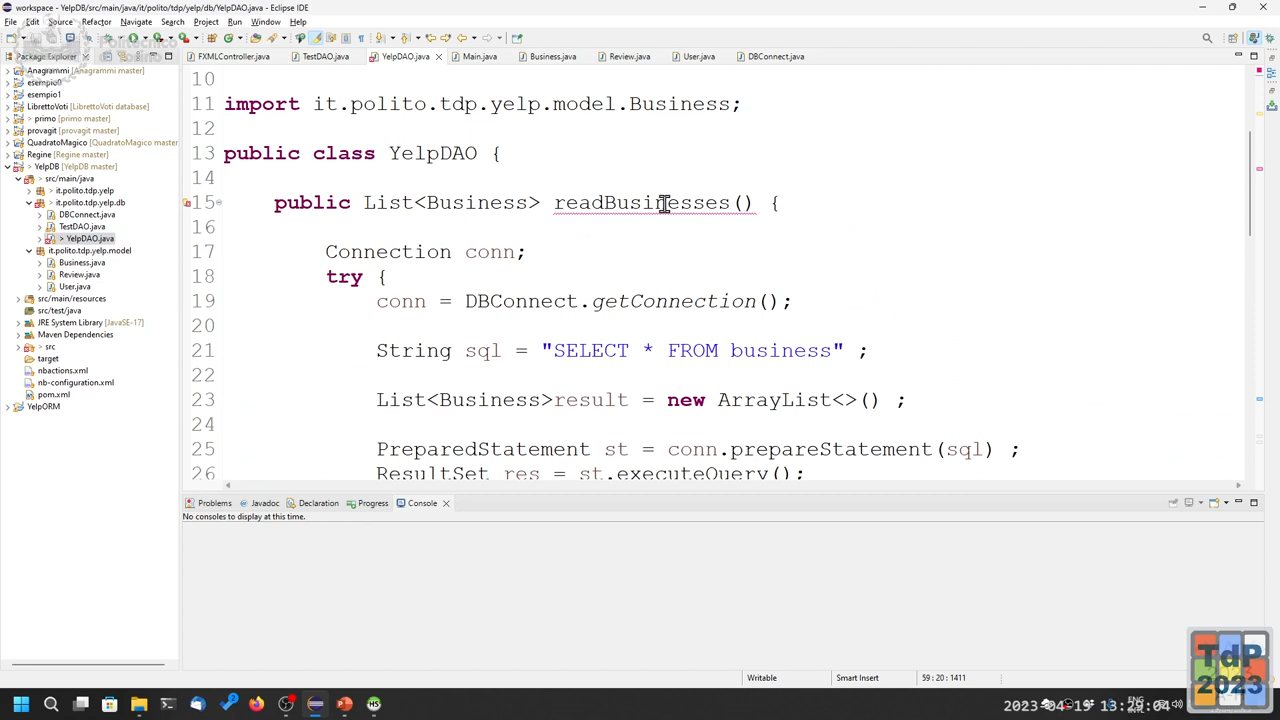 workspace - YelpDB/src/main/java/it/polito/tdp/yelp/db/YelpDAO.java - Eclipse IDE
File Edit Source Refactor Navigate Search Project Run Window Help
Package Explorer
FXMLController.java TestDAO.java YelpDAO.java Main.java Business.java Review.java User.java DBConnect.java
Anagrammi [Anagrammi master]
esempio0
esempio1
LibrettoVoti [LibrettoVoti database]
> primo [primo master]
provagit [provagit master]
QuadratoMagico [QuadratoMagico master]
Regine [Regine master]
YelpDB [YelpDB master]
> src/main/java
> it.polito.tdp.yelp
> it.polito.tdp.yelp.db
DBConnect.java
TestDAO.java
> YelpDAO.java
it.polito.tdp.yelp.model
Business.java
Review.java
User.java
src/main/resources
src/test/java
JRE System Library [JavaSE-17]
Maven Dependencies
src
target
nbactions.xml
nb-configuration.xml
pom.xml
YelpORM
10
11 import it.polito.tdp.yelp.model.Business;
12
13 public class YelpDAO {
14
15 public List<Business> readBusinesses() {
16
17 Connection conn;
18 try {
19 conn = DBConnect.getConnection();
20
21 String sql = "SELECT * FROM business" ;
22
23 List<Business>result = new ArrayList<>() ;
24
25 PreparedStatement st = conn.prepareStatement(sql) ;
26 ResultSet res = st.executeQuery();
Problems Javadoc Declaration Progress Console
No consoles to display at this time.
Writable Smart Insert 59 : 20 : 1411
TdP
2023
ENG
2023-04-19 13:29:01